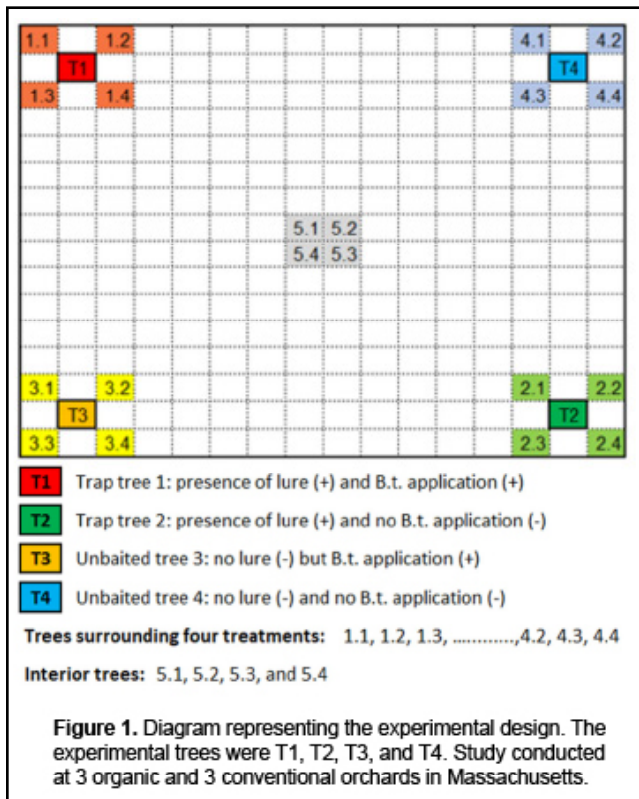 1.1 1.2 4.1 4.2
T1 T4
1.3 1.4 4.3 4.4
5.1 5.2
5.4 5.3
3.1 3.2 2.1 2.2
T3 T2
3.3 3.4 2.3 2.4
T1 Trap tree 1: presence of lure (+) and B.t. application (+)
T2 Trap tree 2: presence of lure (+) and no B.t. application (-)
T3 Unbaited tree 3: no lure (-) but B.t. application (+)
T4 Unbaited tree 4: no lure (-) and no B.t. application (-)
Trees surrounding four treatments: 1.1, 1.2, 1.3, ............,4.2, 4.3, 4.4
Interior trees: 5.1, 5.2, 5.3, and 5.4
Figure 1. Diagram representing the experimental design. The
experimental trees were T1, T2, T3, and T4. Study conducted
at 3 organic and 3 conventional orchards in Massachusetts.